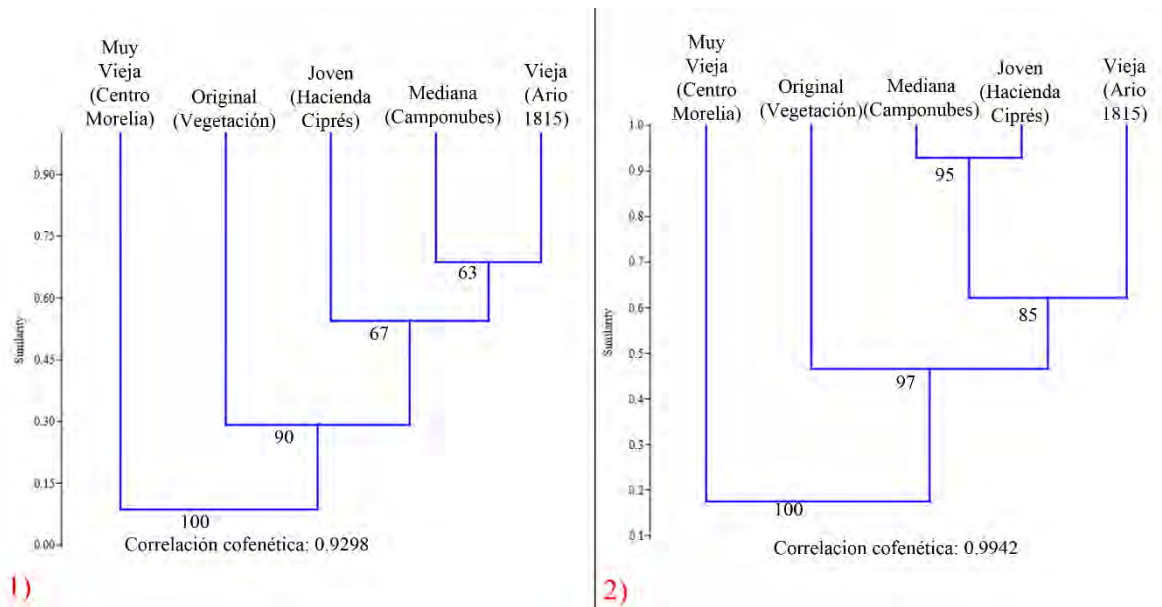 Muy
Vieja
(Centro
Morelia)
Original
(Vegetación)
Joven
(Hacienda
Ciprés)
Mediana
(Camponubes)
Vieja
(Ario
1815)
0.90
0.75
0.60
0.45
0.30
0.15
0.00
Similarity
63
67
90
100
Correlación cofenética: 0.9298
1)
Muy
Vieja
(Centro
Morelia)
Original
(Vegetación)
Mediana
(Camponubes)
Joven
(Hacienda
Ciprés)
Vieja
(Ario
1815)
1.0
0.9
0.8
0.7
0.6
0.5
0.4
0.3
0.2
0.1
Similarity
95
85
97
100
Correlacion cofenética: 0.9942
2)